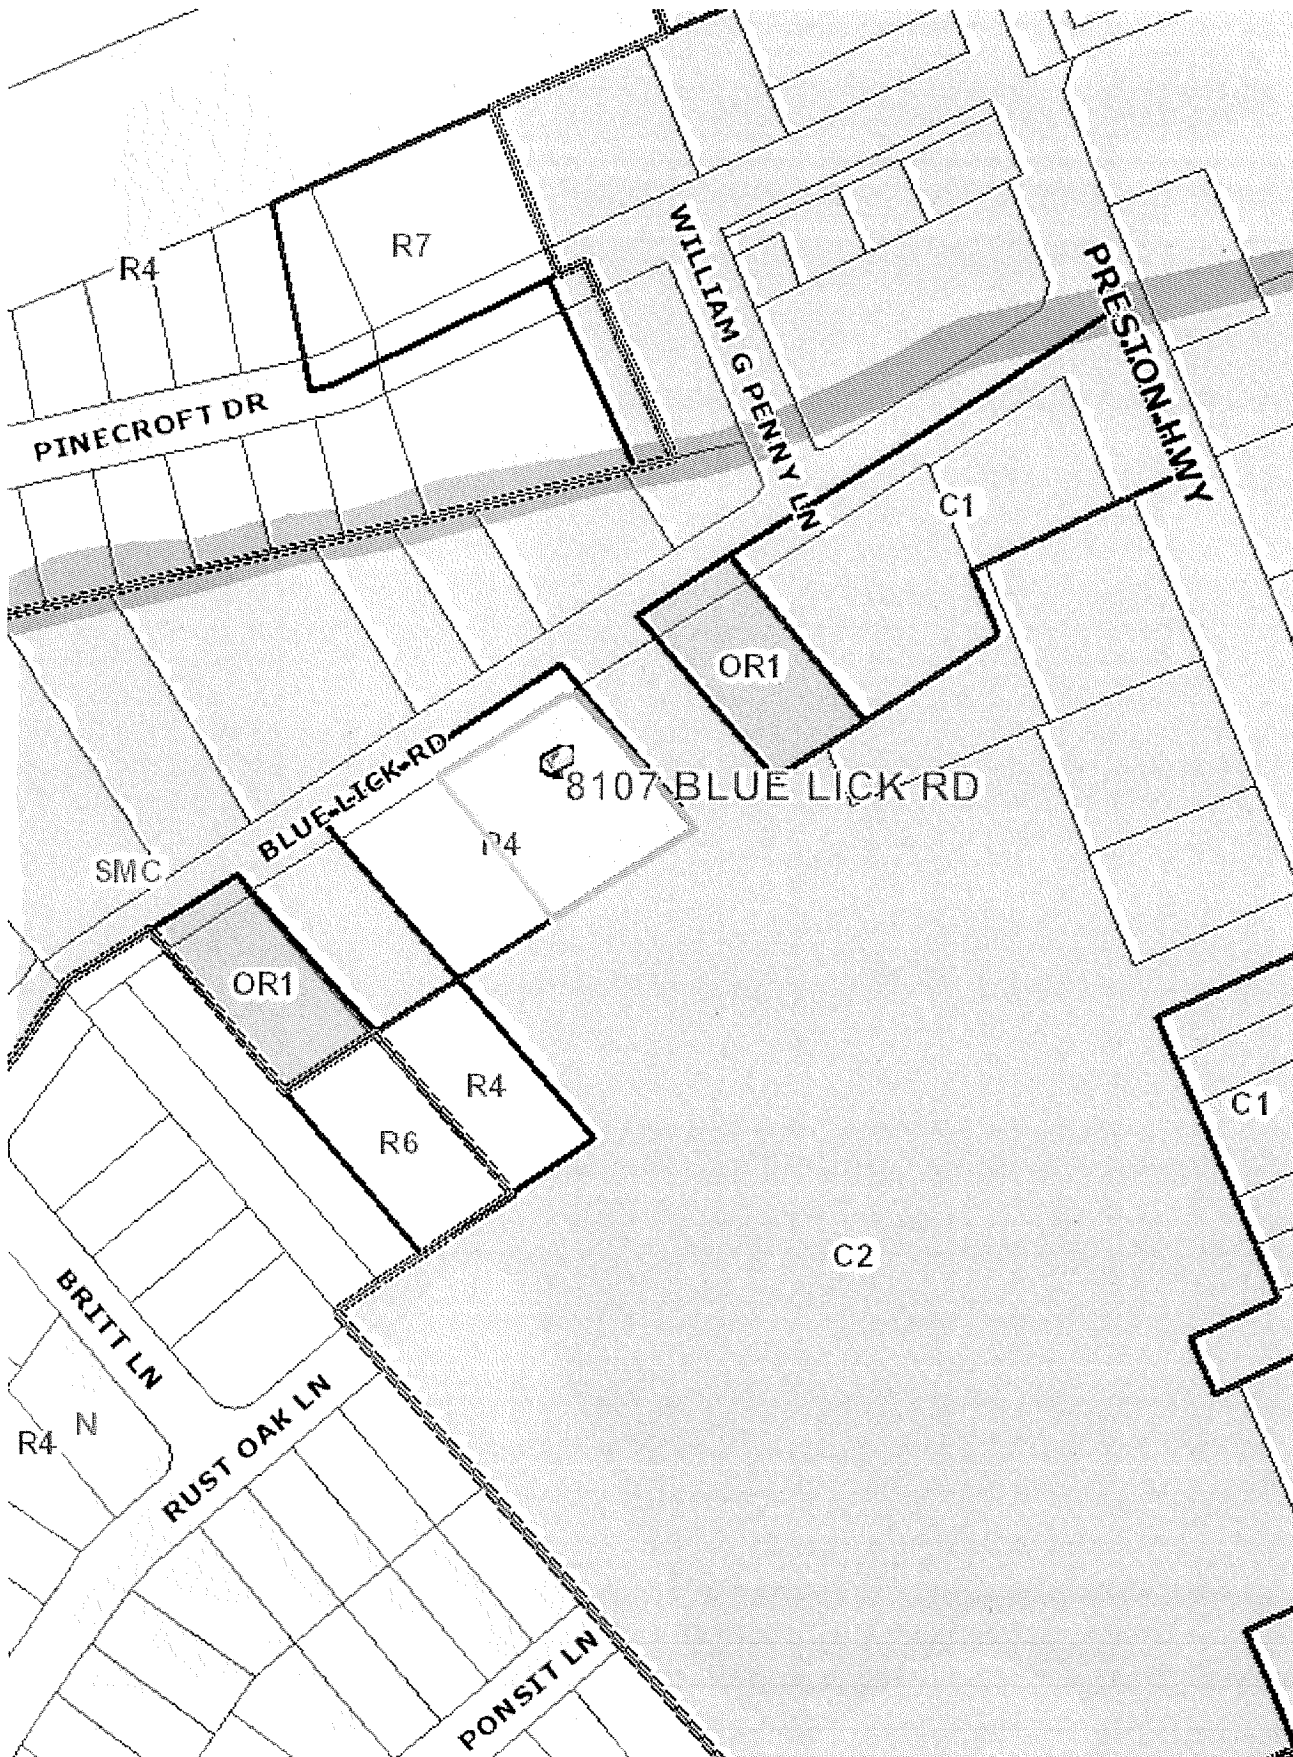 R7
R4
WILLIAM G PENNY LN
PRESTON HWY
PINECROFT DR
C1
OR1
8107 BLUE LICK RD
BLUE LICK RD
R4
SMC
OR1
R4
C1
R6
C2
BRITT LN
N
R4
RUST OAK LN
PONSIT LN